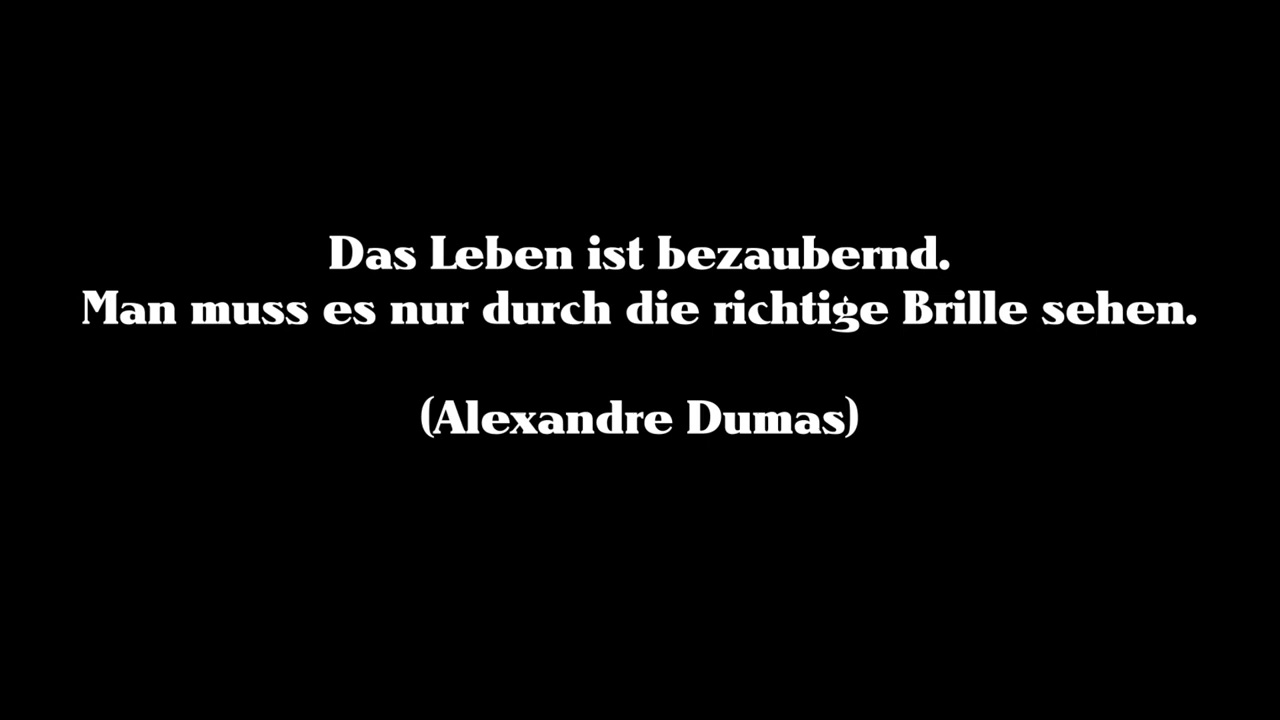 Das Leben ist bezaubernd.
Man muss es nur durch die richtige Brille sehen.
(Alexandre Dumas)